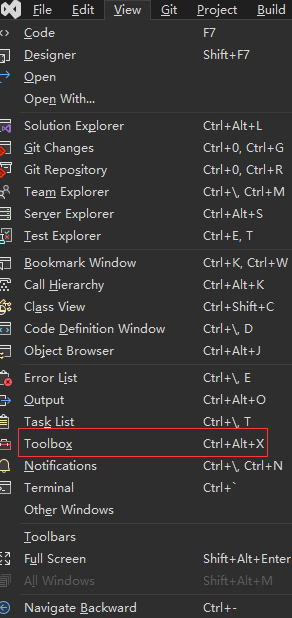 File Edit View Git Project Build
Code F7
Designer Shift+F7
Open
Open With...
Solution Explorer Ctrl+Alt+L
Git Changes Ctrl+0, Ctrl+G
Git Repository Ctrl+0, Ctrl+R
Team Explorer Ctrl+\, Ctrl+M
Server Explorer Ctrl+Alt+S
Test Explorer Ctrl+E, T
Bookmark Window Ctrl+K, Ctrl+W
Call Hierarchy Ctrl+Alt+K
Class View Ctrl+Shift+C
Code Definition Window Ctrl+\, D
Object Browser Ctrl+Alt+J
Error List Ctrl+\, E
Output Ctrl+Alt+O
Task List Ctrl+\, T
Toolbox Ctrl+Alt+X
Notifications Ctrl+\, Ctrl+N
Terminal Ctrl+`
Other Windows
Toolbars
Full Screen Shift+Alt+Enter
All Windows Shift+Alt+M
Navigate Backward Ctrl+-